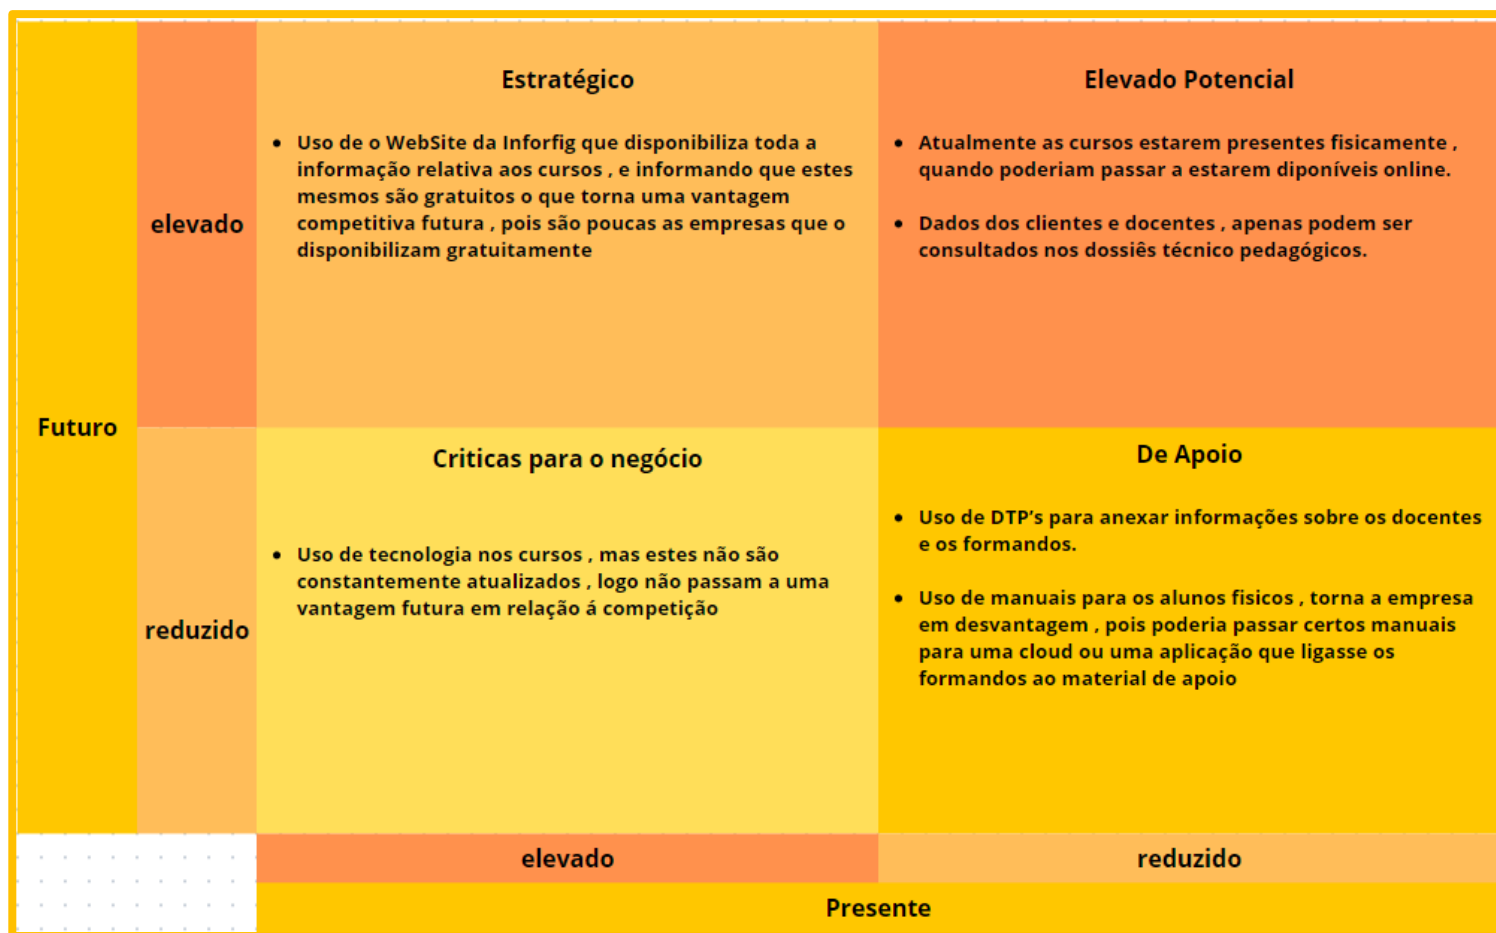 Estratégico
• Uso de o WebSite da Inforfig que disponibiliza toda a
informação relativa aos cursos , e informando que estes
mesmos são gratuitos o que torna uma vantagem
competitiva futura , pois são poucas as empresas que o
disponibilizam gratuitamente
Elevado Potencial
• Atualmente as cursos estarem presentes fisicamente ,
quando poderiam passar a estarem diponíveis online.
• Dados dos clientes e docentes , apenas podem ser
consultados nos dossiês técnico pedagógicos.
elevado
Futuro
Criticas para o negócio
• Uso de tecnologia nos cursos , mas estes não são
constantemente atualizados , logo não passam a uma
vantagem futura em relação á competição
De Apoio
• Uso de DTP’s para anexar informações sobre os docentes
e os formandos.
• Uso de manuais para os alunos fisicos , torna a empresa
em desvantagem , pois poderia passar certos manuais
para uma cloud ou uma aplicação que ligasse os
formandos ao material de apoio
reduzido
elevado
reduzido
Presente